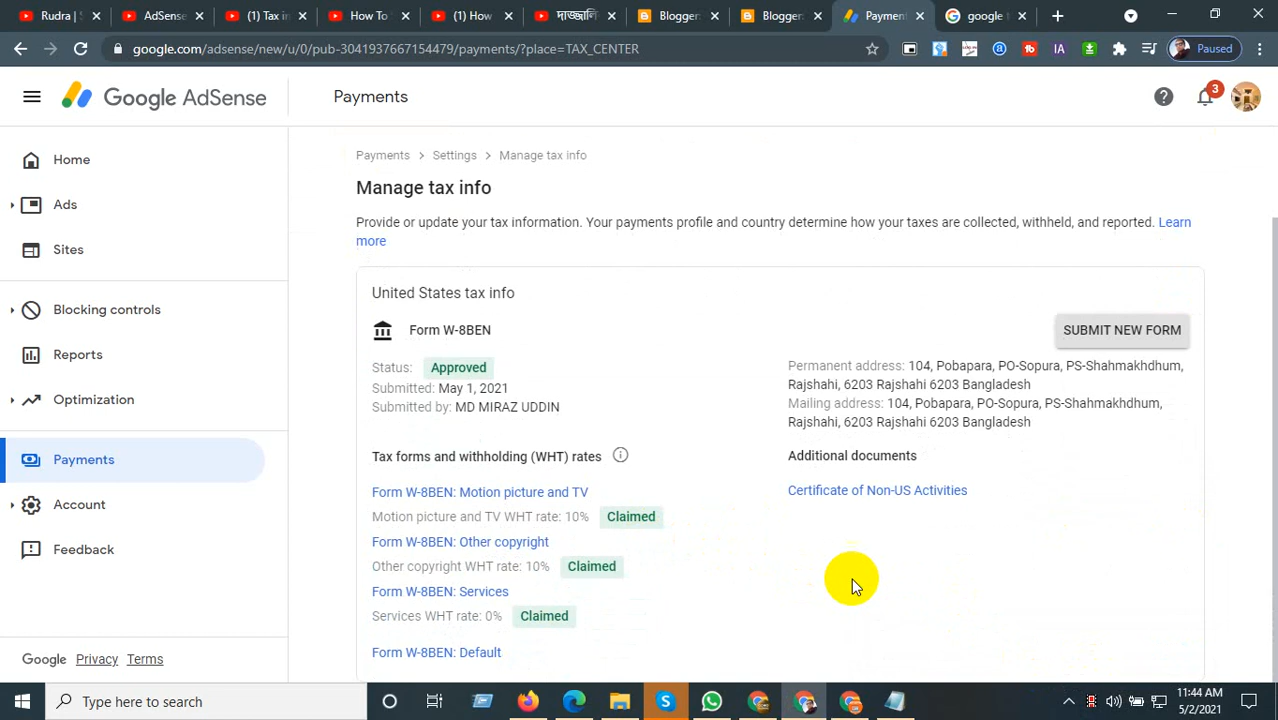 Rudra | S
AdSense
(1) Tax in
How To
(1) How
দাজ্জালি
Blogger:
Blogger:
Payment
google k
google.com/adsense/new/u/0/pub-3041937667154479/payments/?place=TAX_CENTER
IA
Paused
Google AdSense
Payments
3
Home
Ads
Sites
Blocking controls
Reports
Optimization
Payments
Account
Feedback
Google Privacy Terms
Payments > Settings > Manage tax info
Manage tax info
Provide or update your tax information. Your payments profile and country determine how your taxes are collected, withheld, and reported. Learn
more
United States tax info
Form W-8BEN
SUBMIT NEW FORM
Status: Approved
Submitted: May 1, 2021
Submitted by: MD MIRAZ UDDIN
Permanent address: 104, Pobapara, PO-Sopura, PS-Shahmakhdhum,
Rajshahi, 6203 Rajshahi 6203 Bangladesh
Mailing address: 104, Pobapara, PO-Sopura, PS-Shahmakhdhum,
Rajshahi, 6203 Rajshahi 6203 Bangladesh
Tax forms and withholding (WHT) rates
Form W-8BEN: Motion picture and TV
Motion picture and TV WHT rate: 10% Claimed
Form W-8BEN: Other copyright
Other copyright WHT rate: 10% Claimed
Form W-8BEN: Services
Services WHT rate: 0% Claimed
Form W-8BEN: Default
Additional documents
Certificate of Non-US Activities
Type here to search
11:44 AM
5/2/2021